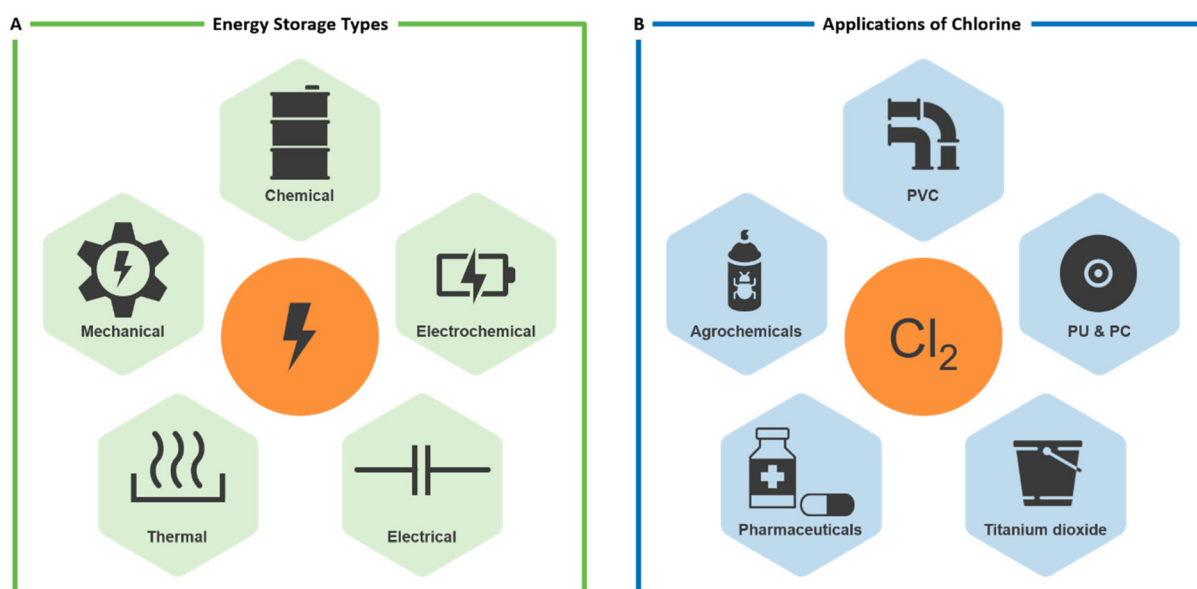 A
Energy Storage Types
Chemical
Mechanical
Electrochemical
Thermal
Electrical
B
Applications of Chlorine
PVC
Agrochemicals
PU & PC
Cl₂
Pharmaceuticals
Titanium dioxide